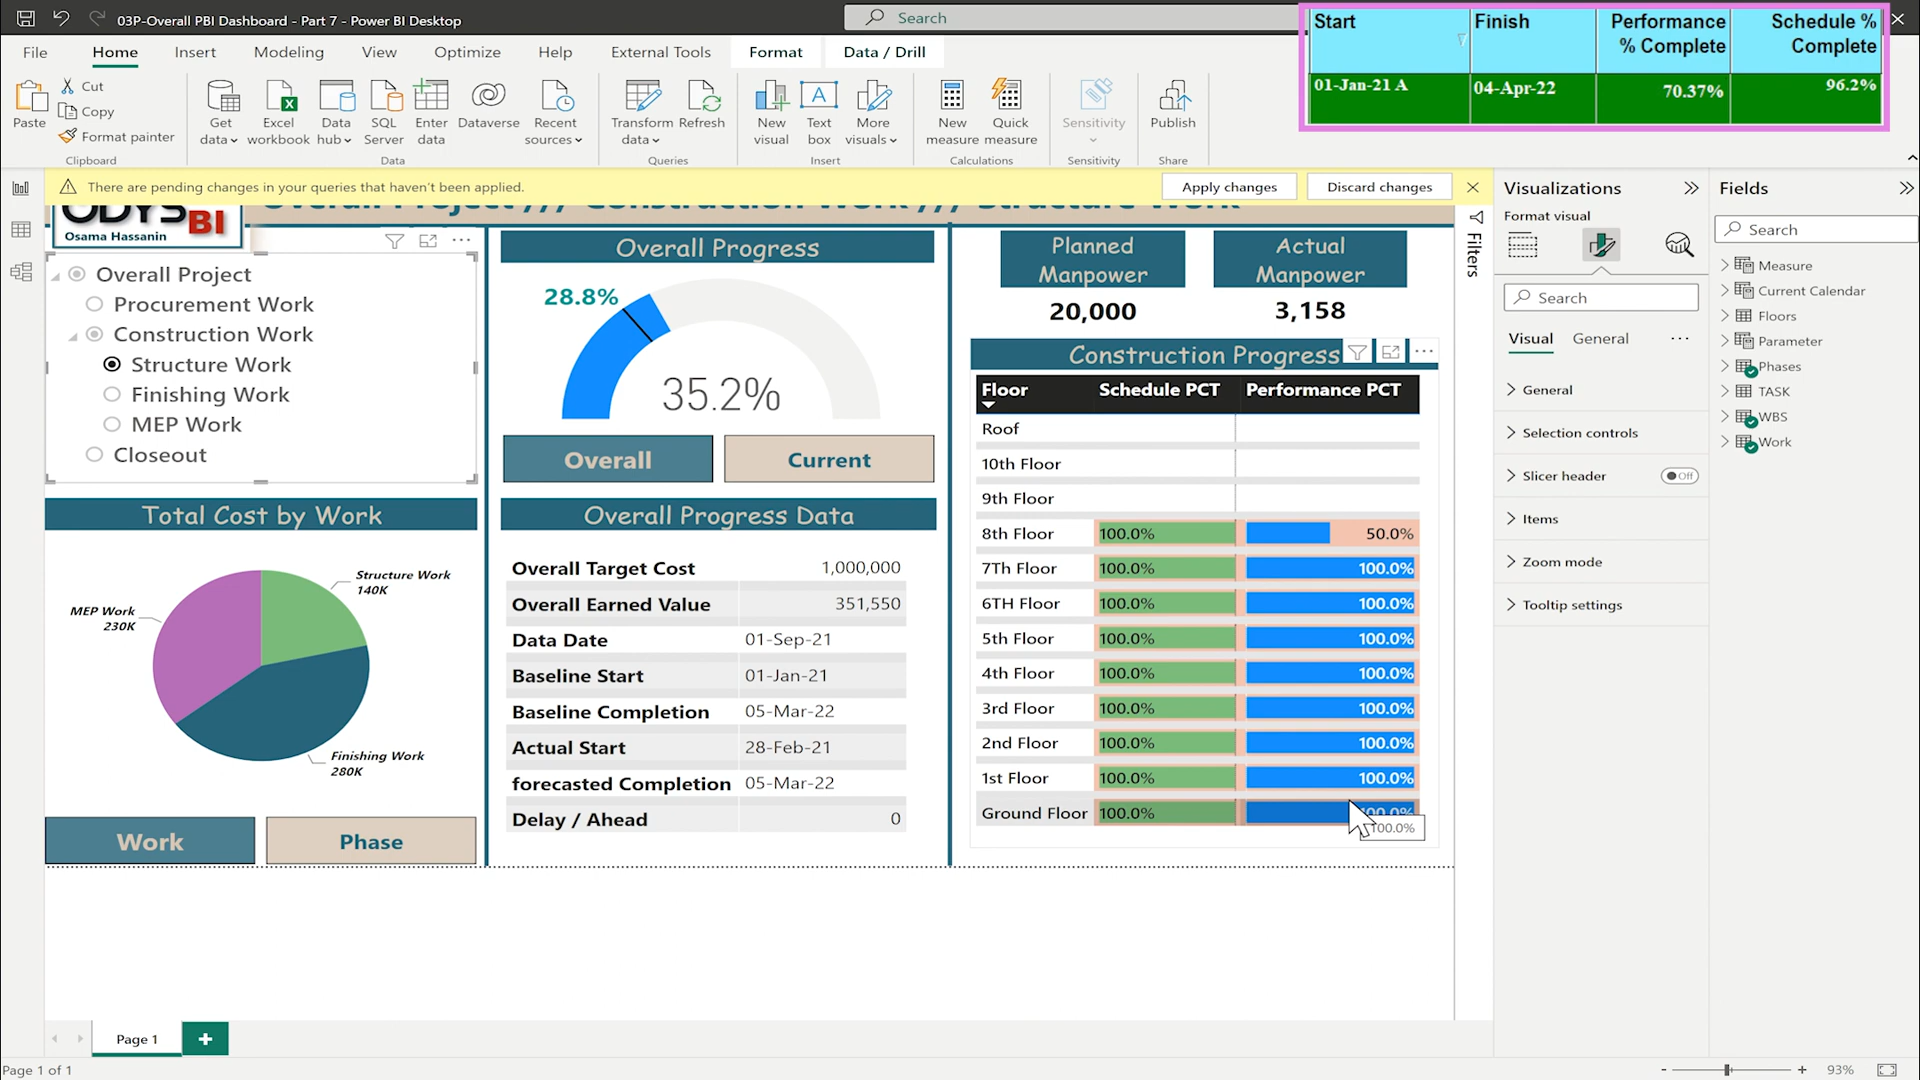 03P-Overall PBI Dashboard - Part 7 - Power BI Desktop
Search
Start
Finish
Performance % Complete
Schedule % Complete
01-Jan-21 A
04-Apr-22
70.37%
96.2%
File
Home
Insert
Modeling
View
Optimize
Help
External Tools
Format
Data / Drill
Paste
Cut
Copy
Format painter
Get data
Excel workbook
Data hub
SQL Server
Enter data
Dataverse
Recent sources
Transform data
Refresh
New visual
Text box
More visuals
New measure
Quick measure
Sensitivity
Publish
Clipboard
Data
Queries
Insert
Calculations
Sensitivity
Share
There are pending changes in your queries that haven't been applied.
Apply changes
Discard changes
ODYSBI
Osama Hassanin
Overall Project /// Construction Work /// Structure Work
Overall Project
Procurement Work
Construction Work
Structure Work
Finishing Work
MEP Work
Closeout
Total Cost by Work
Structure Work
140K
MEP Work
230K
Finishing Work
280K
Work
Phase
Overall Progress
28.8%
35.2%
Overall
Current
Overall Progress Data
Overall Target Cost 1,000,000
Overall Earned Value 351,550
Data Date 01-Sep-21
Baseline Start 01-Jan-21
Baseline Completion 05-Mar-22
Actual Start 28-Feb-21
forecasted Completion 05-Mar-22
Delay / Ahead 0
Planned Manpower
20,000
Actual Manpower
3,158
Construction Progress
Floor Schedule PCT Performance PCT
Roof
10th Floor
9th Floor
8th Floor 100.0% 50.0%
7Th Floor 100.0% 100.0%
6TH Floor 100.0% 100.0%
5th Floor 100.0% 100.0%
4th Floor 100.0% 100.0%
3rd Floor 100.0% 100.0%
2nd Floor 100.0% 100.0%
1st Floor 100.0% 100.0%
Ground Floor 100.0% 100.0%
100.0%
Filters
Visualizations
Format visual
Search
Visual
General
General
Selection controls
Slicer header
Off
Items
Zoom mode
Tooltip settings
Fields
Search
Measure
Current Calendar
Floors
Parameter
Phases
TASK
WBS
Work
Page 1
Page 1 of 1
93%